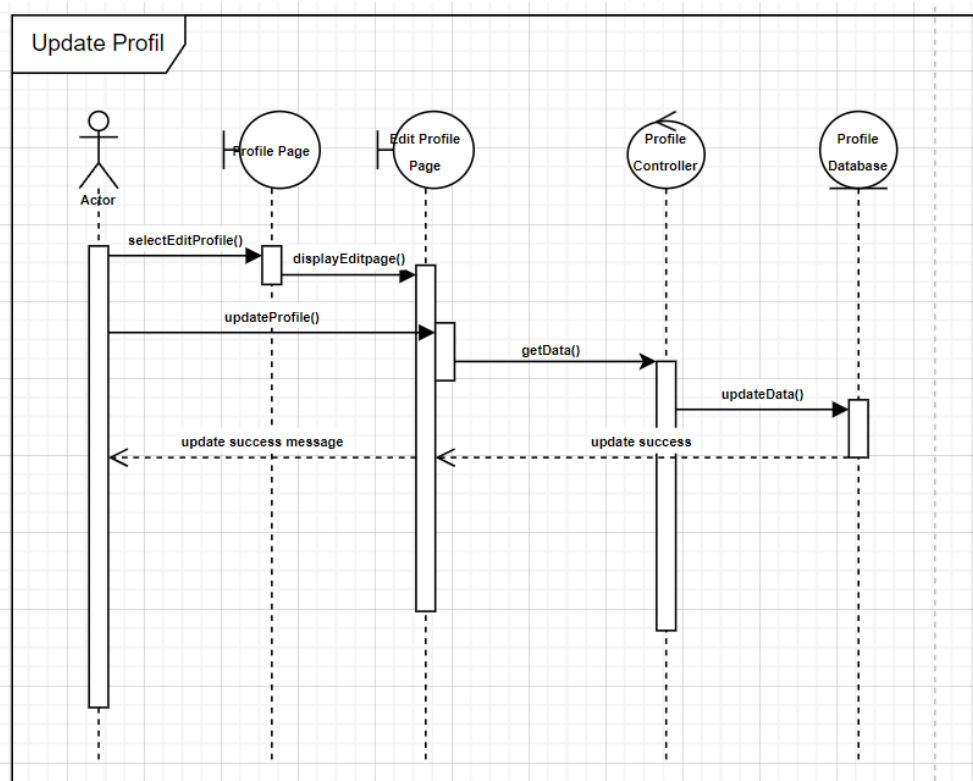 Update Profil
Profile Page
Edit Profile
Page
Profile
Controller
Profile
Database
Actor
selectEditProfile()
displayEditpage()
updateProfile()
getData()
updateData()
update success message
update success